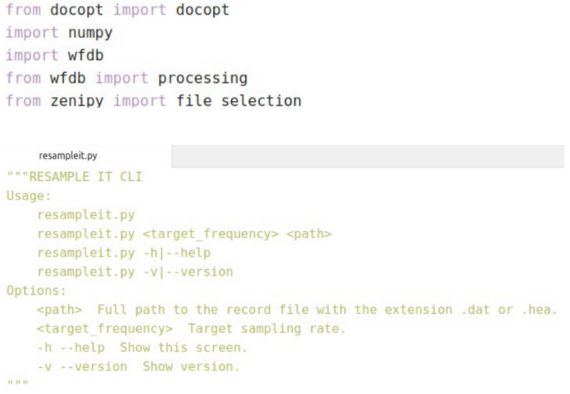 from docopt import docopt
import numpy
import wfdb
from wfdb import processing
from zenipy import file selection
resampleit.py
"""RESAMPLE IT CLI
Usage:
    resampleit.py
    resampleit.py <target_frequency> <path>
    resampleit.py -h|--help
    resampleit.py -v|--version
Options:
    <path>  Full path to the record file with the extension .dat or .hea.
    <target_frequency>  Target sampling rate.
    -h --help  Show this screen.
    -v --version  Show version.
"""